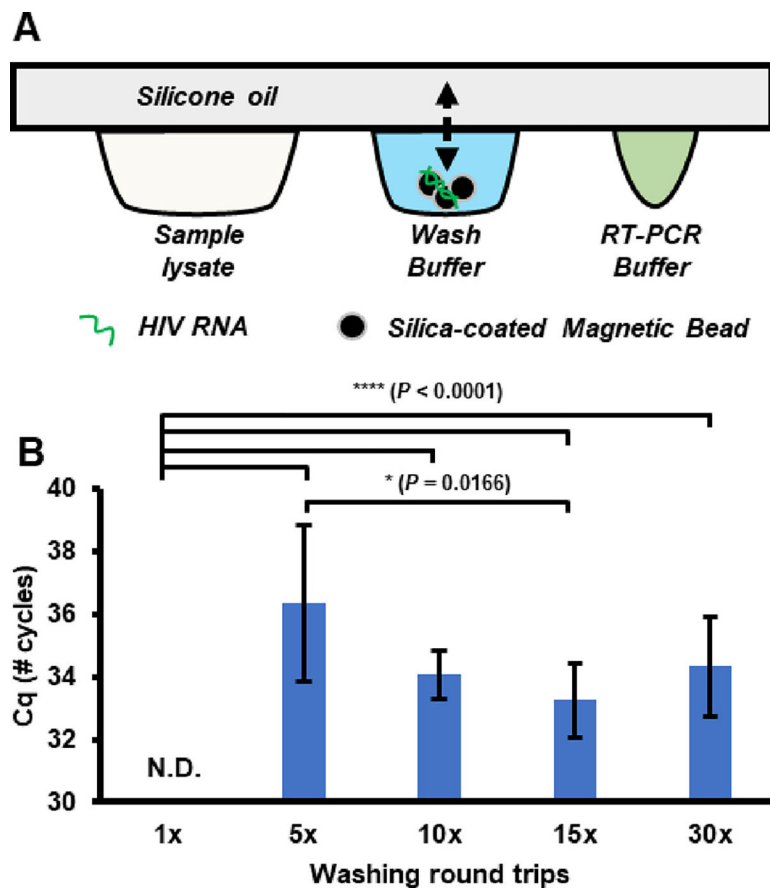 A
Silicone oil
Sample
lysate
Wash
Buffer
RT-PCR
Buffer
HIV RNA
Silica-coated Magnetic Bead
**** (P < 0.0001)
B
* (P = 0.0166)
40
38
36
34
32
30
Cq (# cycles)
N.D.
1x 5x 10x 15x 30x
Washing round trips